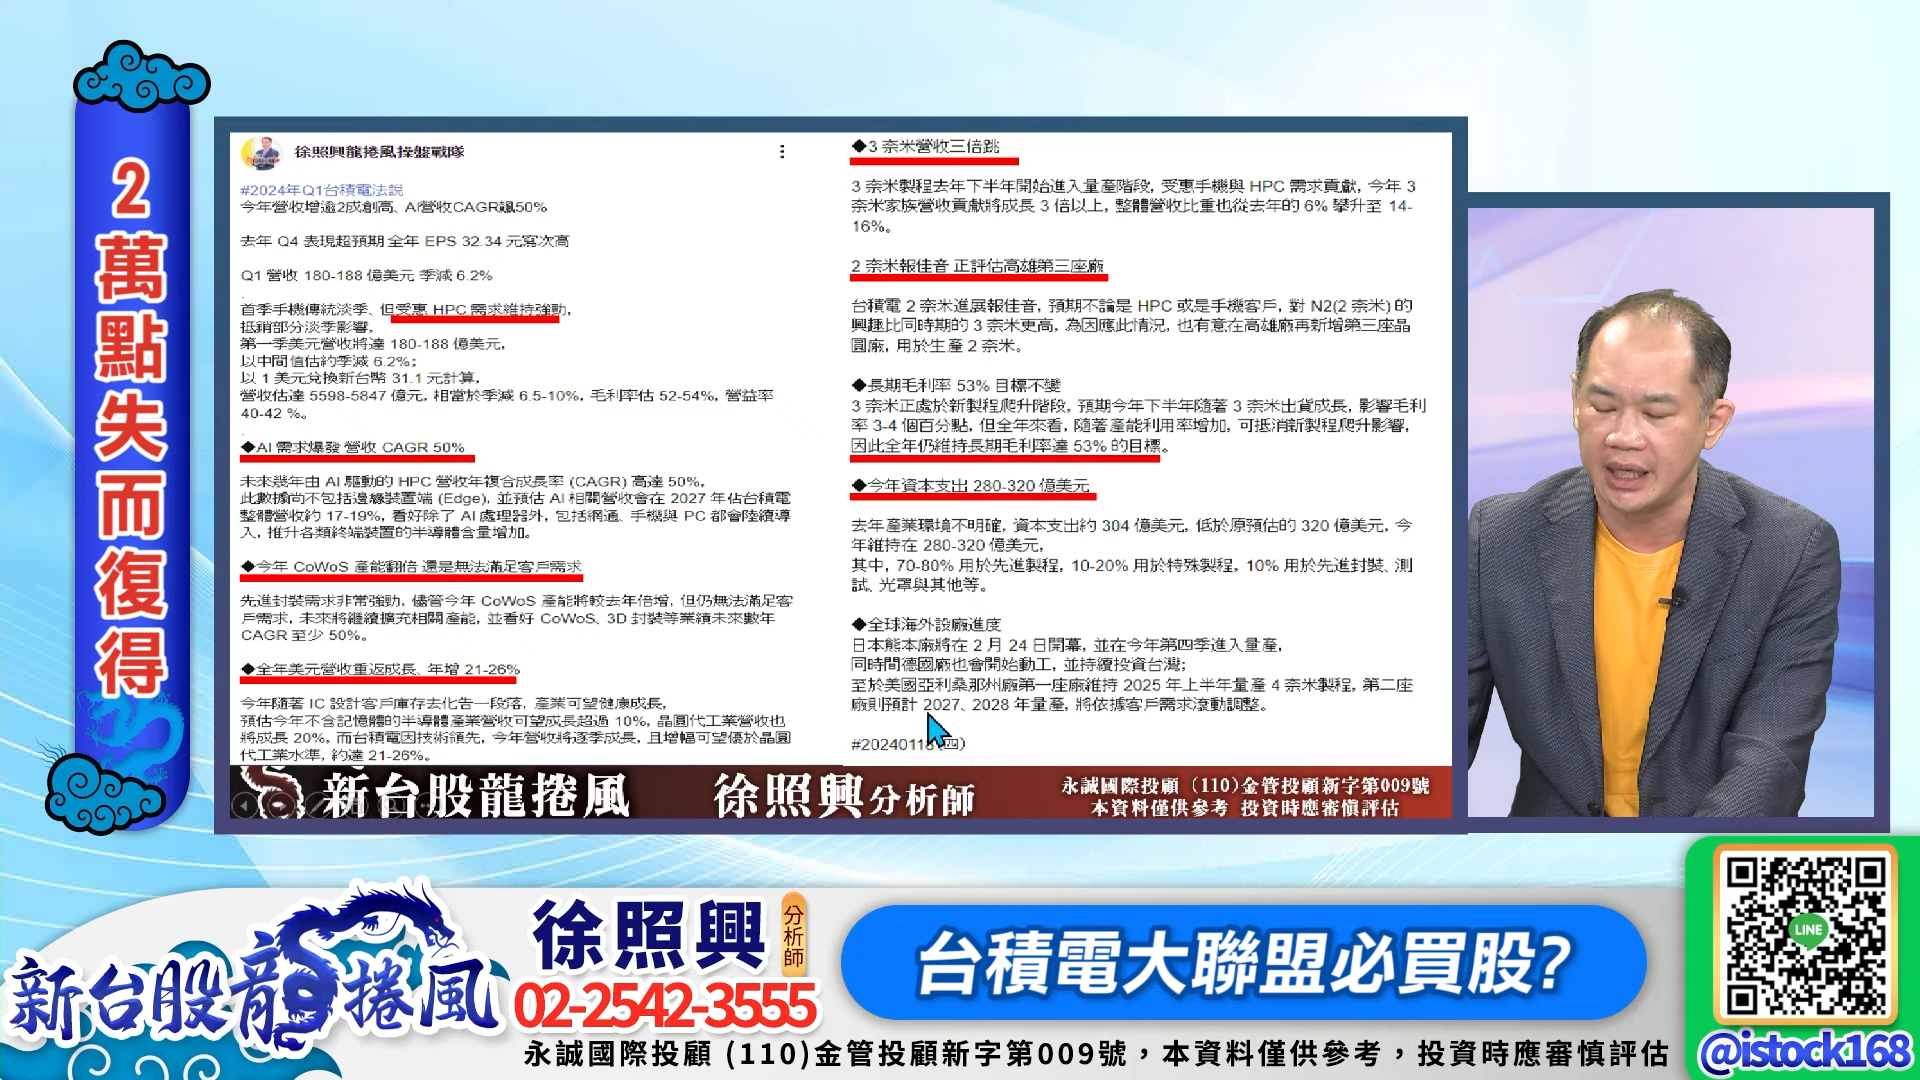 2萬點失而復得
徐照興龍捲風操盤戰隊
#2024年Q1台積電法說
今年營收增逾2成創高、AI營收CAGR飆50%
去年 Q4 表現超預期 全年 EPS 32.34 元寫次高
Q1 營收 180-188 億美元 季減 6.2%
首季手機傳統淡季、但受惠 HPC 需求維持強勁,
抵銷部分淡季影響,
第一季美元營收將達 180-188 億美元,
以中間值估約季減 6.2%;
以 1 美元兌換新台幣 31.1 元計算,
營收估達 5598-5847 億元, 相當於季減 6.5-10%, 毛利率估 52-54%, 營益率
40-42 %。
◆AI 需求爆發 營收 CAGR 50%
未來幾年由 AI 驅動的 HPC 營收年複合成長率 (CAGR) 高達 50%,
此數據尚不包括邊緣裝置端 (Edge), 並預估 AI 相關營收會在 2027 年佔台積電
整體營收約 17-19%, 看好除了 AI 處理器外, 包括網通、手機與 PC 都會陸續導
入, 推升各類終端裝置的半導體含量增加。
◆今年 CoWoS 產能翻倍 還是無法滿足客戶需求
先進封裝需求非常強勁, 儘管今年 CoWoS 產能將較去年倍增, 但仍無法滿足客
戶需求, 未來將繼續擴充相關產能, 並看好 CoWoS、3D 封裝等業績未來數年
CAGR 至少 50%。
◆全年美元營收重返成長、年增 21-26%
今年隨著 IC 設計客戶庫存去化告一段落, 產業可望健康成長,
預估今年不含記憶體的半導體產業營收可望成長超過 10%, 晶圓代工業營收也
將成長 20%, 而台積電因技術領先, 今年營收將逐季成長, 且增幅可望優於晶圓
代工業水準, 約達 21-26%。
◆3 奈米營收三倍跳
3 奈米製程去年下半年開始進入量產階段, 受惠手機與 HPC 需求貢獻, 今年 3
奈米家族營收貢獻將成長 3 倍以上, 整體營收比重也從去年的 6% 攀升至 14-
16%。
2 奈米報佳音 正評估高雄第三座廠
台積電 2 奈米進展報佳音, 預期不論是 HPC 或是手機客戶, 對 N2(2 奈米) 的
興趣比同時期的 3 奈米更高, 為因應此情況, 也有意在高雄廠再新增第三座晶
圓廠, 用於生產 2 奈米。
◆長期毛利率 53% 目標不變
3 奈米正處於新製程爬升階段, 預期今年下半年隨著 3 奈米出貨成長, 影響毛利
率 3-4 個百分點, 但全年來看, 隨著產能利用率增加, 可抵消新製程爬升影響,
因此全年仍維持長期毛利率達 53% 的目標。
◆今年資本支出 280-320 億美元
去年產業環境不明確, 資本支出約 304 億美元, 低於原預估的 320 億美元, 今
年維持在 280-320 億美元,
其中, 70-80% 用於先進製程, 10-20% 用於特殊製程, 10% 用於先進封裝、測
試、光罩與其他等。
◆全球海外設廠進度
日本熊本廠將在 2 月 24 日開幕, 並在今年第四季進入量產,
同時間德國廠也會開始動工, 並持續投資台灣;
至於美國亞利桑那州廠第一座廠維持 2025 年上半年量產 4 奈米製程, 第二座
廠則預計 2027、2028 年量產, 將依據客戶需求滾動調整。
#20240118(四)
新台股龍捲風 徐照興分析師
永誠國際投顧 (110)金管投顧新字第009號
本資料僅供參考 投資時應審慎評估
新台股龍捲風
徐照興 分析師
02-2542-3555
台積電大聯盟必買股?
LINE
@istock168
永誠國際投顧 (110)金管投顧新字第009號，本資料僅供參考，投資時應審慎評估